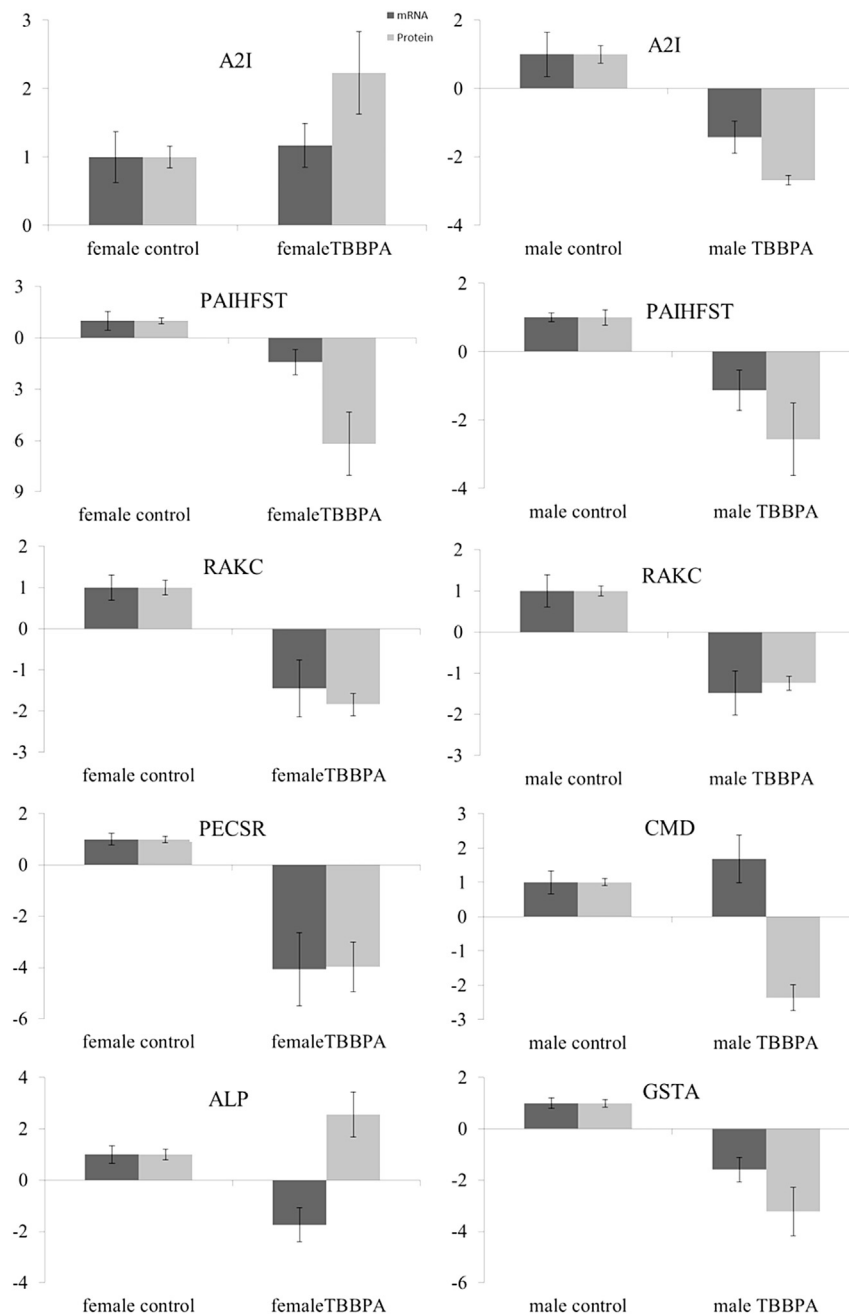 mRNA
Protein
A2I
3
2
1
0
female control
femaleTBBPA
A2I
2
0
-2
-4
male control
male TBBPA
PAIHFST
3
0
3
6
9
female control
femaleTBBPA
PAIHFST
2
1
0
-2
-4
male control
male TBBPA
RAKC
2
1
0
-1
-2
-3
female control
femaleTBBPA
RAKC
2
1
0
-1
-2
-3
male control
male TBBPA
PECSR
2
0
-2
-4
-6
female control
femaleTBBPA
CMD
3
2
1
0
-1
-2
-3
male control
male TBBPA
ALP
4
2
0
-2
-4
female control
femaleTBBPA
GSTA
2
0
-2
-4
-6
male control
male TBBPA